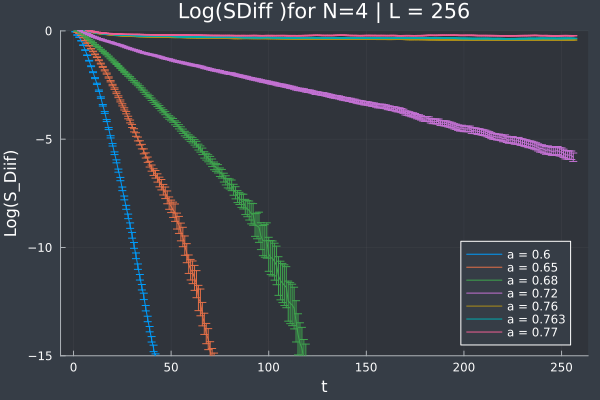 Log(SDiff )for N=4 | L = 256
Log(S_Diif)
0
−5
−10
−15
a = 0.6
a = 0.65
a = 0.68
a = 0.72
a = 0.76
a = 0.763
a = 0.77
0
50
100
150
200
250
t